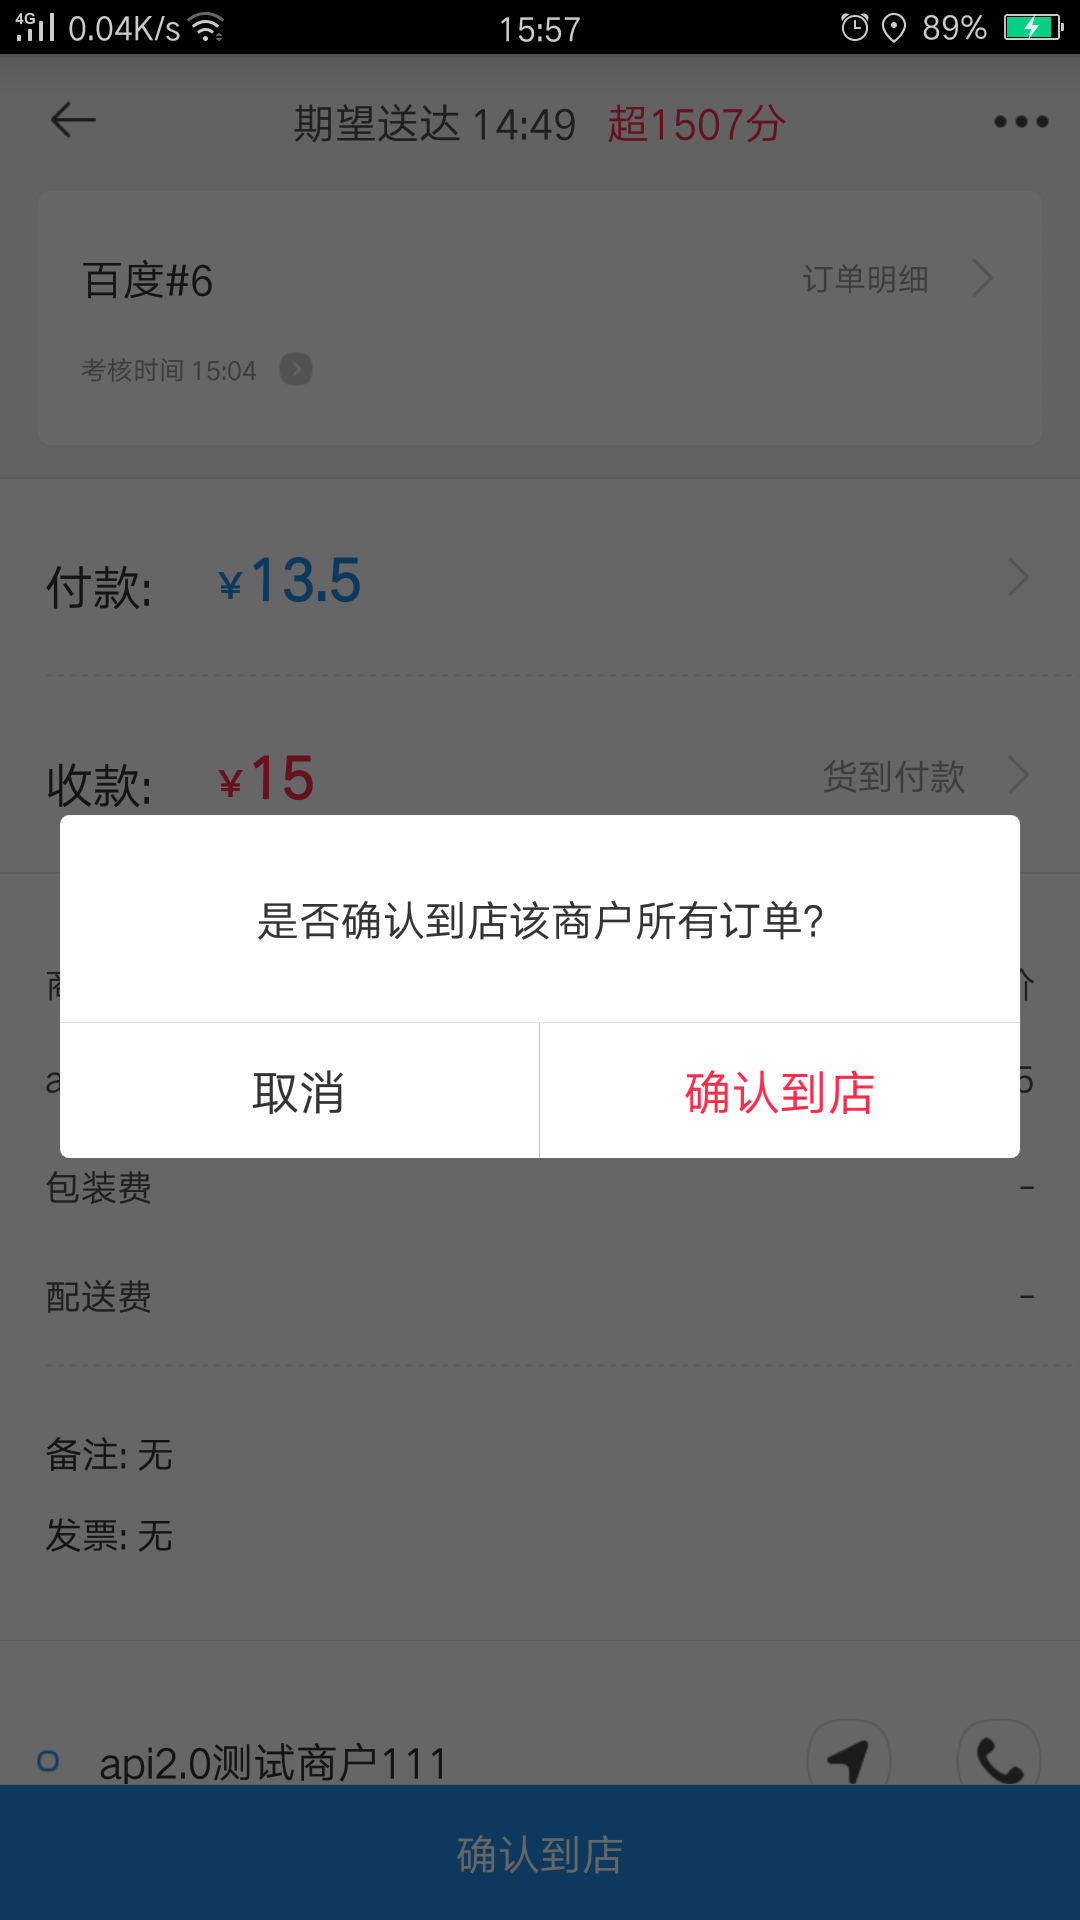 4G 0.04K/s 15:57 89%
期望送达 14:49 超1507分
百度#6 订单明细
考核时间 15:04
付款: ¥13.5
收款: ¥15 货到付款
是否确认到店该商户所有订单?
取消 确认到店
包装费 -
配送费 -
备注: 无
发票: 无
api2.0测试商户111
确认到店